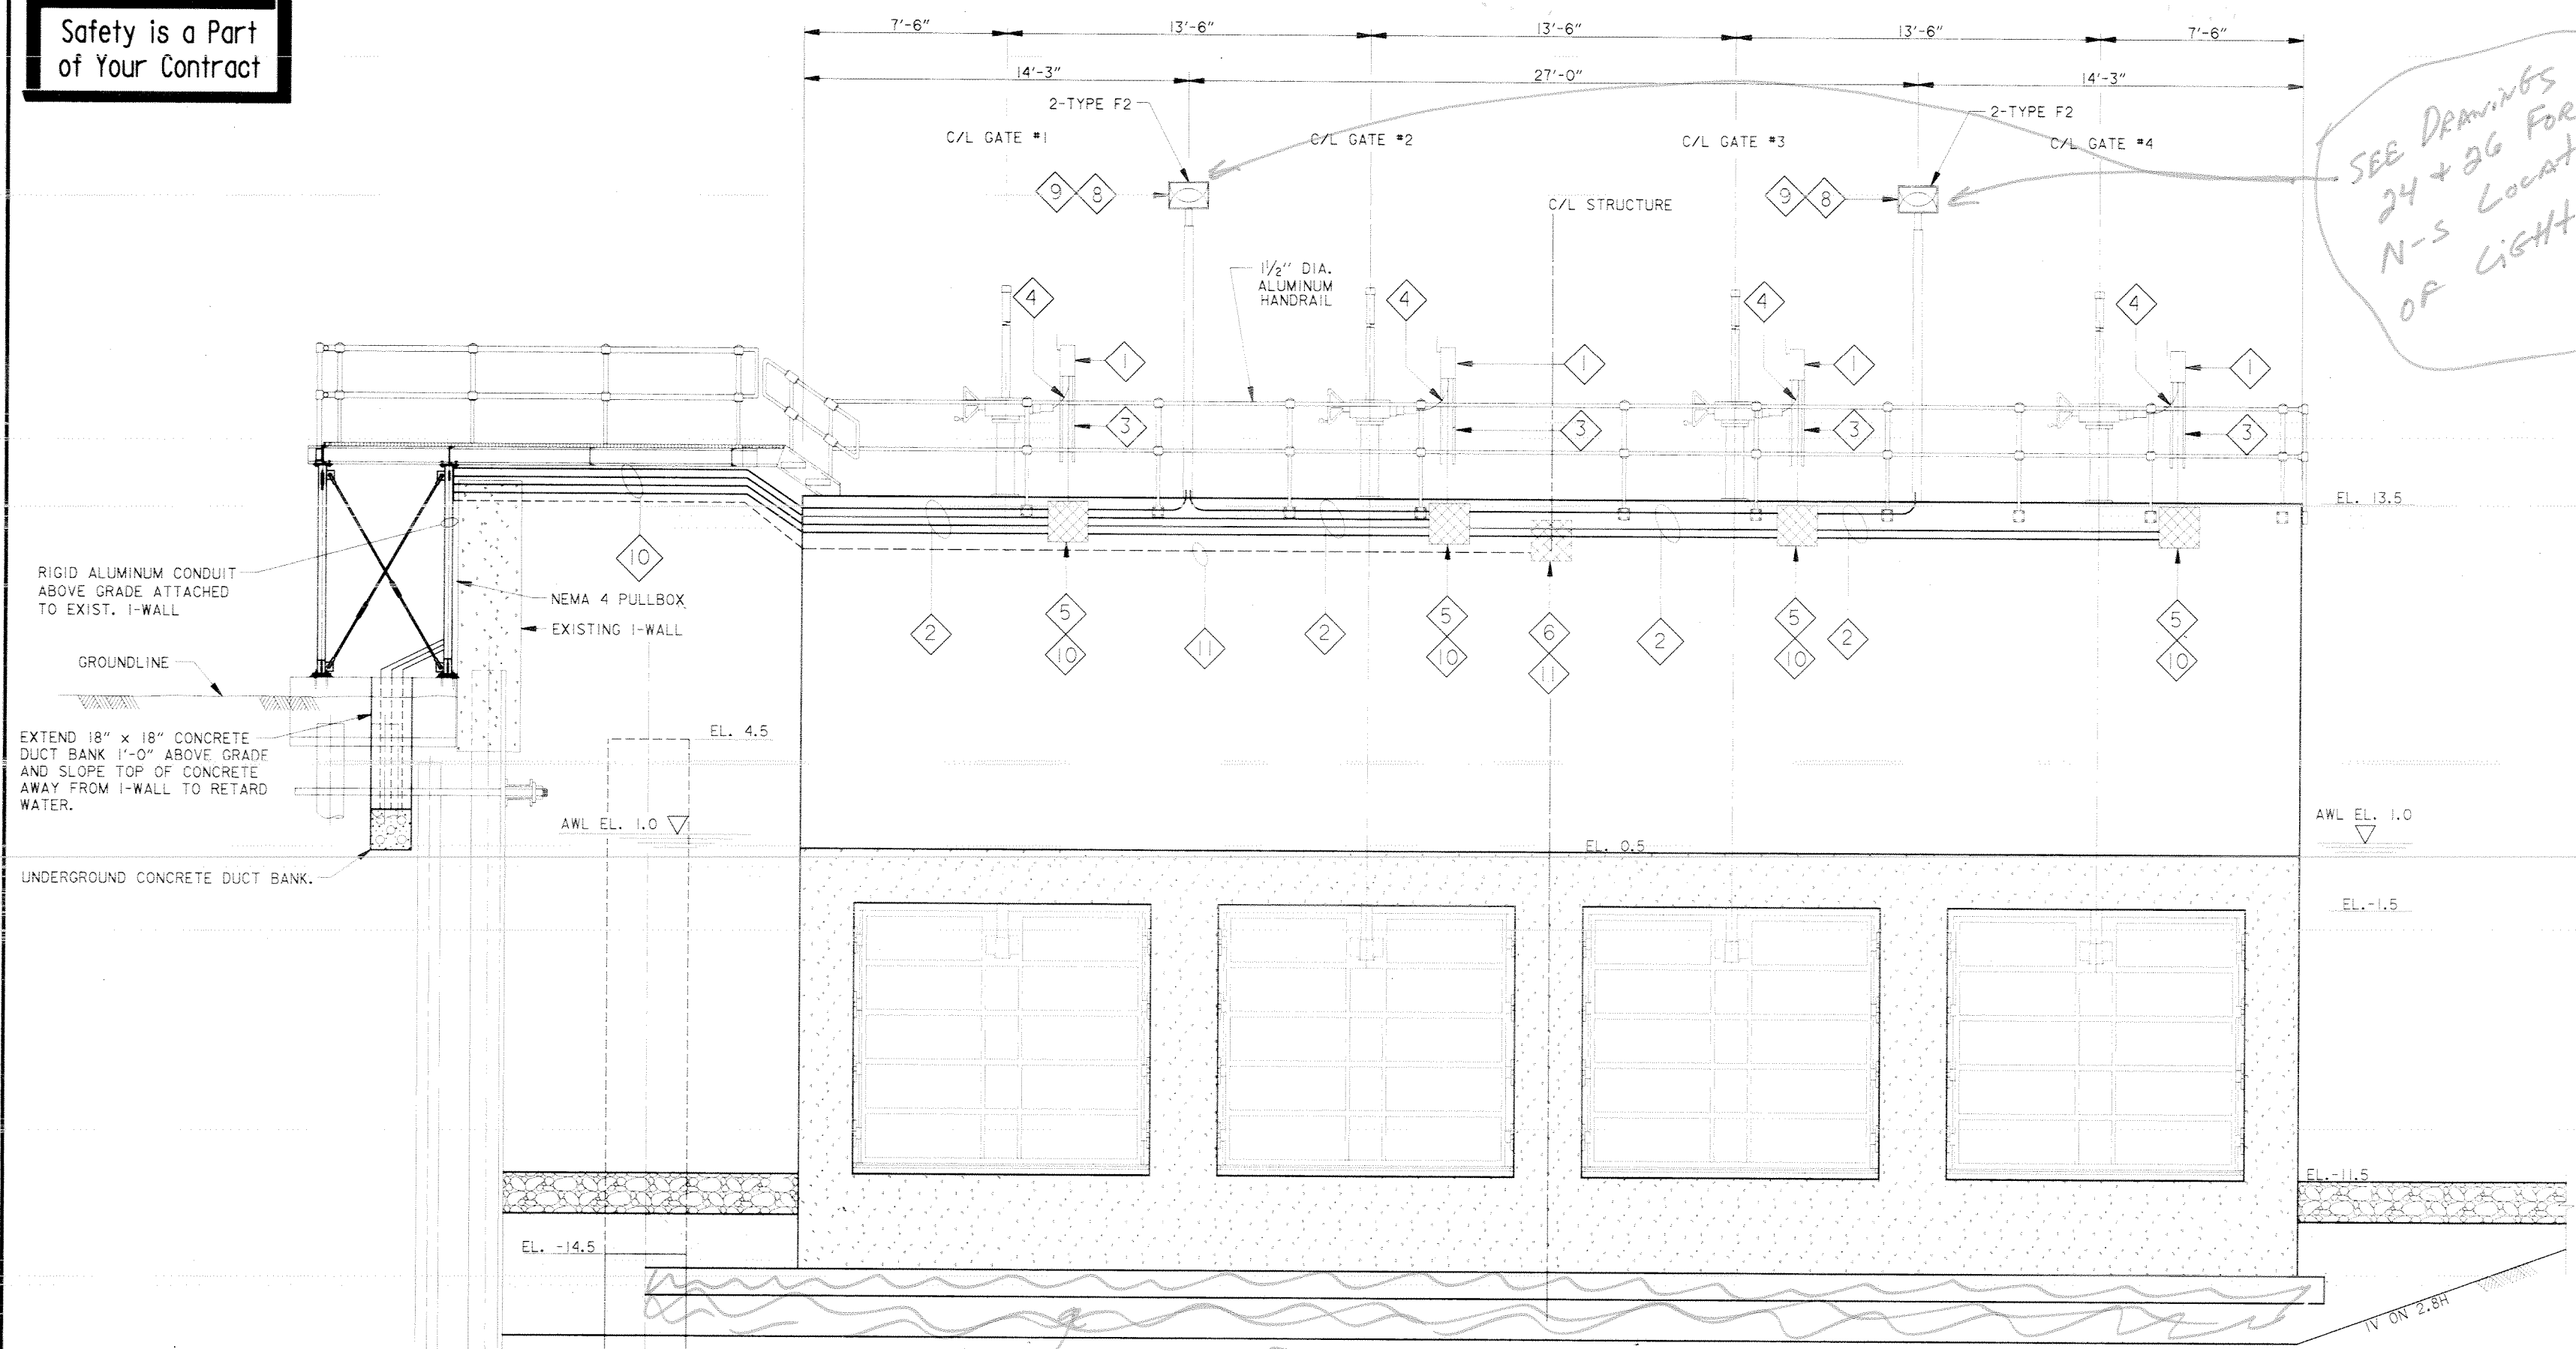 Safety is a Part
of Your Contract
7'-6"
13'-6"
13'-6"
13'-6"
7'-6"
14'-3"
27'-0"
14'-3"
2-TYPE F2
2-TYPE F2
C/L GATE #1
C/L GATE #2
C/L GATE #3
C/L GATE #4
SEE DRAWINGS
24 + 26 FOR
N-S
OF
9 8
C/L STRUCTURE
9 8
1 1/2" DIA.
ALUMINUM
HANDRAIL
4
4
4
4
1
1
1
1
3
3
3
3
EL. 13.5
RIGID ALUMINUM CONDUIT
ABOVE GRADE ATTACHED
TO EXIST. I-WALL
10
NEMA 4 PULLBOX
EXISTING I-WALL
2
5
10
11
2
5
10
6
11
2
5
10
2
5
10
GROUNDLINE
EXTEND 18" x 18" CONCRETE
DUCT BANK 1'-0" ABOVE GRADE
AND SLOPE TOP OF CONCRETE
AWAY FROM I-WALL TO RETARD
WATER.
EL. 4.5
AWL EL. 1.0
AWL EL. 1.0
EL. 0.5
UNDERGROUND CONCRETE DUCT BANK.
EL.-1.5
EL.-11.5
EL. -14.5
1V ON 2.8H